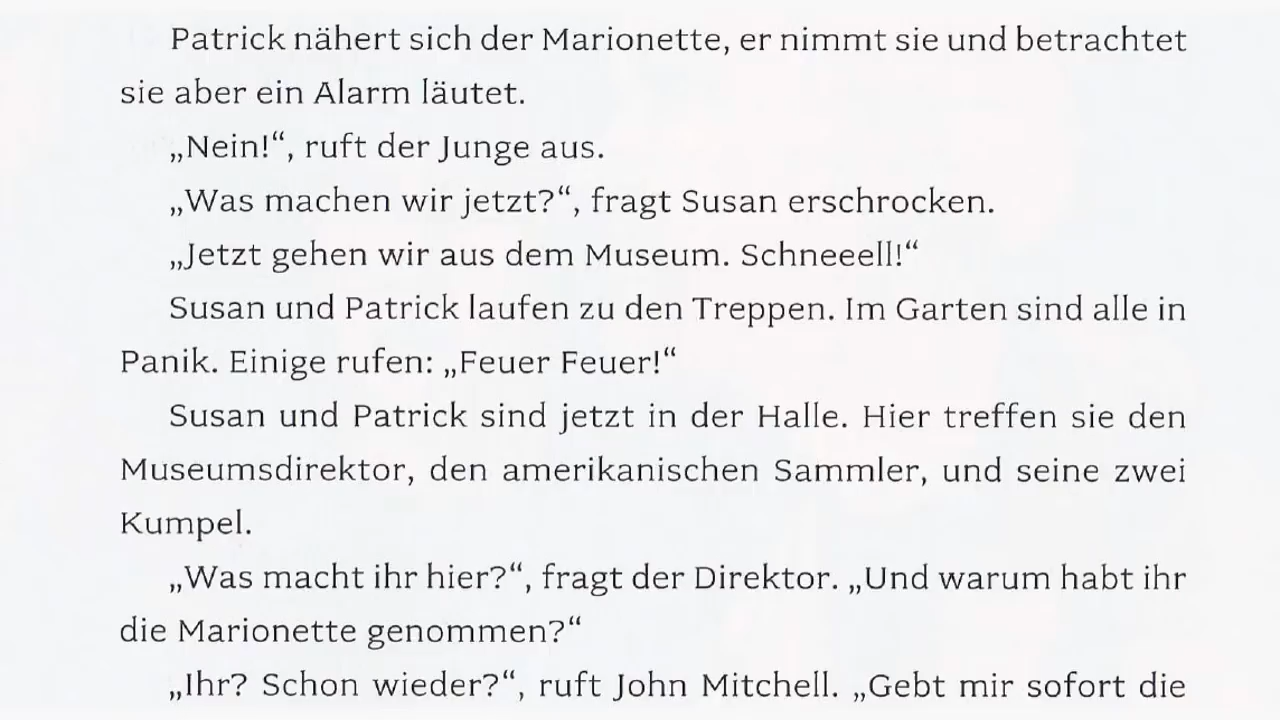 Patrick nähert sich der Marionette, er nimmt sie und betrachtet
sie aber ein Alarm läutet.
„Nein!“, ruft der Junge aus.
„Was machen wir jetzt?“, fragt Susan erschrocken.
„Jetzt gehen wir aus dem Museum. Schneeell!“
Susan und Patrick laufen zu den Treppen. Im Garten sind alle in
Panik. Einige rufen: „Feuer Feuer!“
Susan und Patrick sind jetzt in der Halle. Hier treffen sie den
Museumsdirektor, den amerikanischen Sammler, und seine zwei
Kumpel.
„Was macht ihr hier?“, fragt der Direktor. „Und warum habt ihr
die Marionette genommen?“
„Ihr? Schon wieder?“, ruft John Mitchell. „Gebt mir sofort die